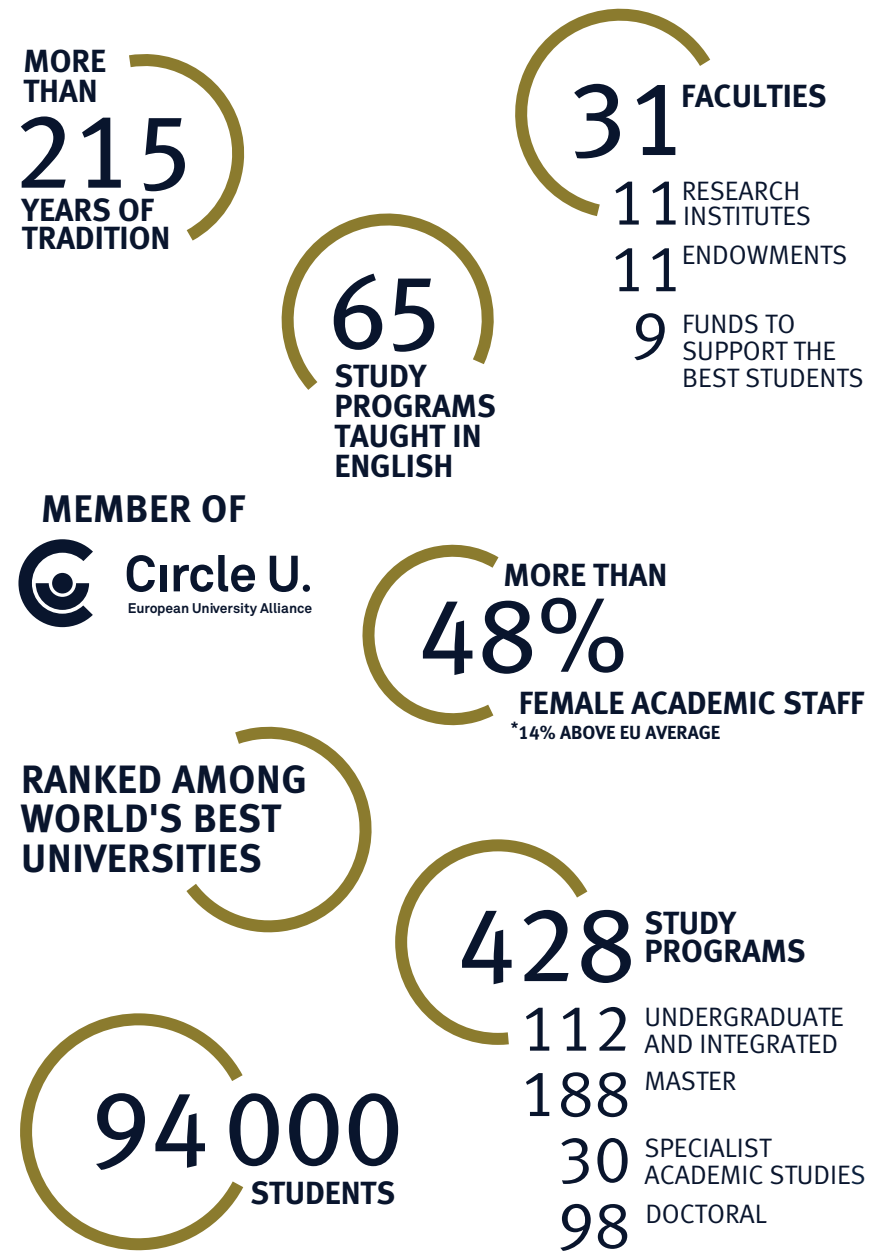 MORE
THAN
215
YEARS OF
TRADITION
31 FACULTIES
11 RESEARCH
INSTITUTES
11 ENDOWMENTS
9 FUNDS TO
SUPPORT THE
BEST STUDENTS
65
STUDY
PROGRAMS
TAUGHT IN
ENGLISH
MEMBER OF
Circle U.
European University Alliance
MORE THAN
48%
FEMALE ACADEMIC STAFF
*14% ABOVE EU AVERAGE
RANKED AMONG
WORLD'S BEST
UNIVERSITIES
428 STUDY
PROGRAMS
112 UNDERGRADUATE
AND INTEGRATED
188 MASTER
30 SPECIALIST
ACADEMIC STUDIES
98 DOCTORAL
94 000
STUDENTS